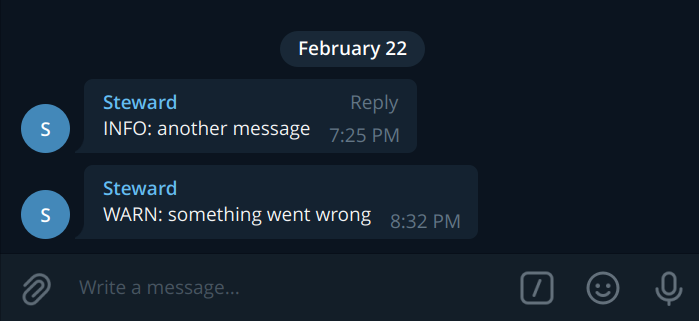 February 22
Steward Reply
S
INFO: another message 7:25 PM
Steward
S
WARN: something went wrong 8:32 PM
Write a message...
/